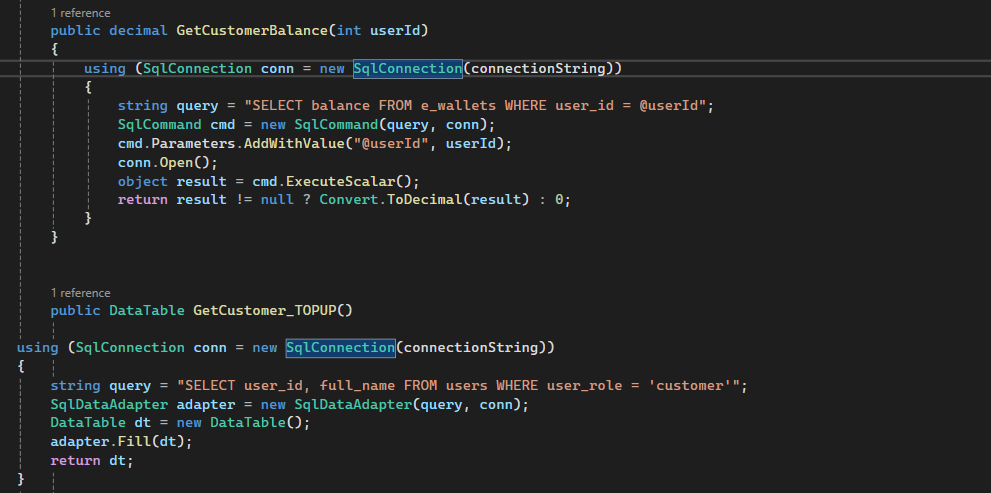 1 reference
public decimal GetCustomerBalance(int userId)
{
using (SqlConnection conn = new SqlConnection(connectionString))
{
string query = "SELECT balance FROM e_wallets WHERE user_id = @userId";
SqlCommand cmd = new SqlCommand(query, conn);
cmd.Parameters.AddWithValue("@userId", userId);
conn.Open();
object result = cmd.ExecuteScalar();
return result != null ? Convert.ToDecimal(result) : 0;
}
}
1 reference
public DataTable GetCustomer_TOPUP()
using (SqlConnection conn = new SqlConnection(connectionString))
{
string query = "SELECT user_id, full_name FROM users WHERE user_role = 'customer'";
SqlDataAdapter adapter = new SqlDataAdapter(query, conn);
DataTable dt = new DataTable();
adapter.Fill(dt);
return dt;
}